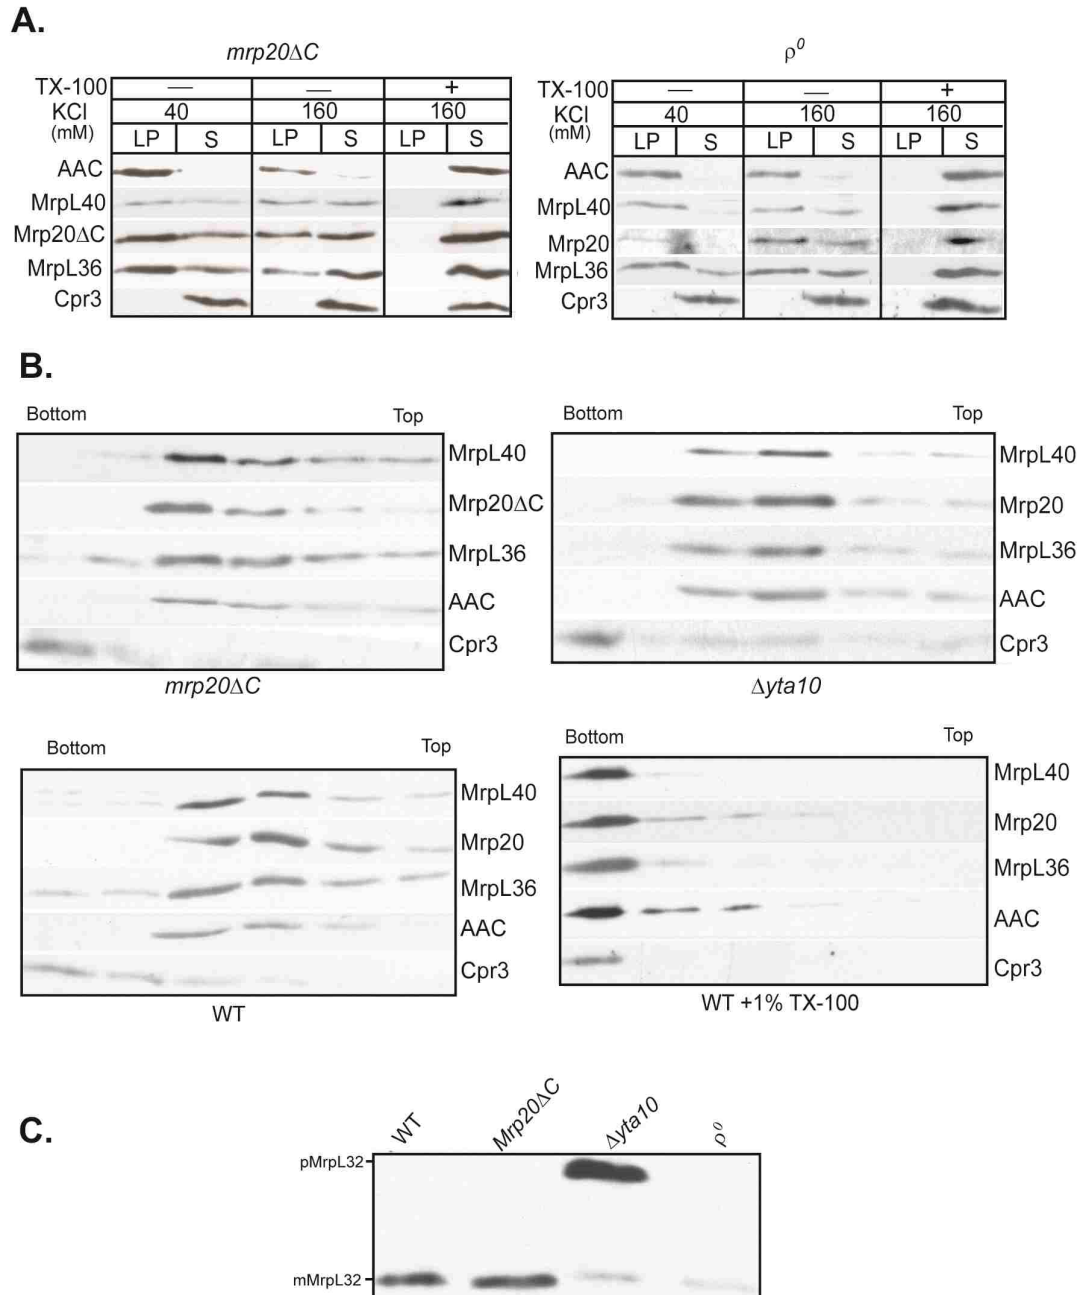 A.
mrp20ΔC
ρ⁰
TX-100 — — +
KCl 40 160 160
(mM)
LP S LP S LP S
AAC
MrpL40
Mrp20ΔC
MrpL36
Cpr3
TX-100 — — +
KCl 40 160 160
(mM)
LP S LP S LP S
AAC
MrpL40
Mrp20
MrpL36
Cpr3
B.
Bottom Top
MrpL40
Mrp20ΔC
MrpL36
AAC
Cpr3
mrp20ΔC
Bottom Top
MrpL40
Mrp20
MrpL36
AAC
Cpr3
Δyta10
Bottom Top
MrpL40
Mrp20
MrpL36
AAC
Cpr3
WT
Bottom Top
MrpL40
Mrp20
MrpL36
AAC
Cpr3
WT +1% TX-100
C.
WT Mrp20ΔC Δyta10 ρ⁰
pMrpL32
mMrpL32